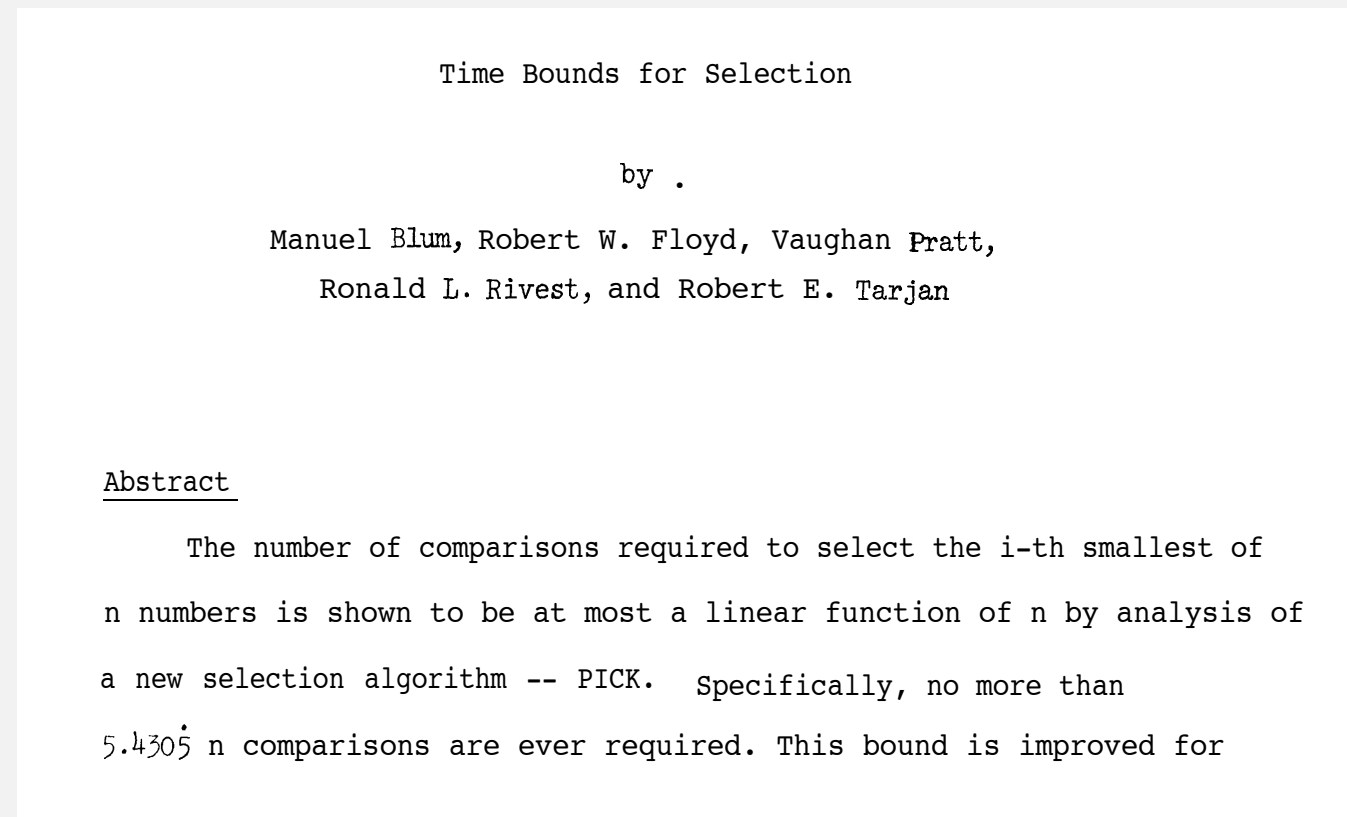 Time Bounds for Selection
by .
Manuel Blum, Robert W. Floyd, Vaughan Pratt,
Ronald L. Rivest, and Robert E. Tarjan
Abstract
The number of comparisons required to select the i-th smallest of
n numbers is shown to be at most a linear function of n by analysis of
a new selection algorithm -- PICK. Specifically, no more than
5.4305̇ n comparisons are ever required. This bound is improved for